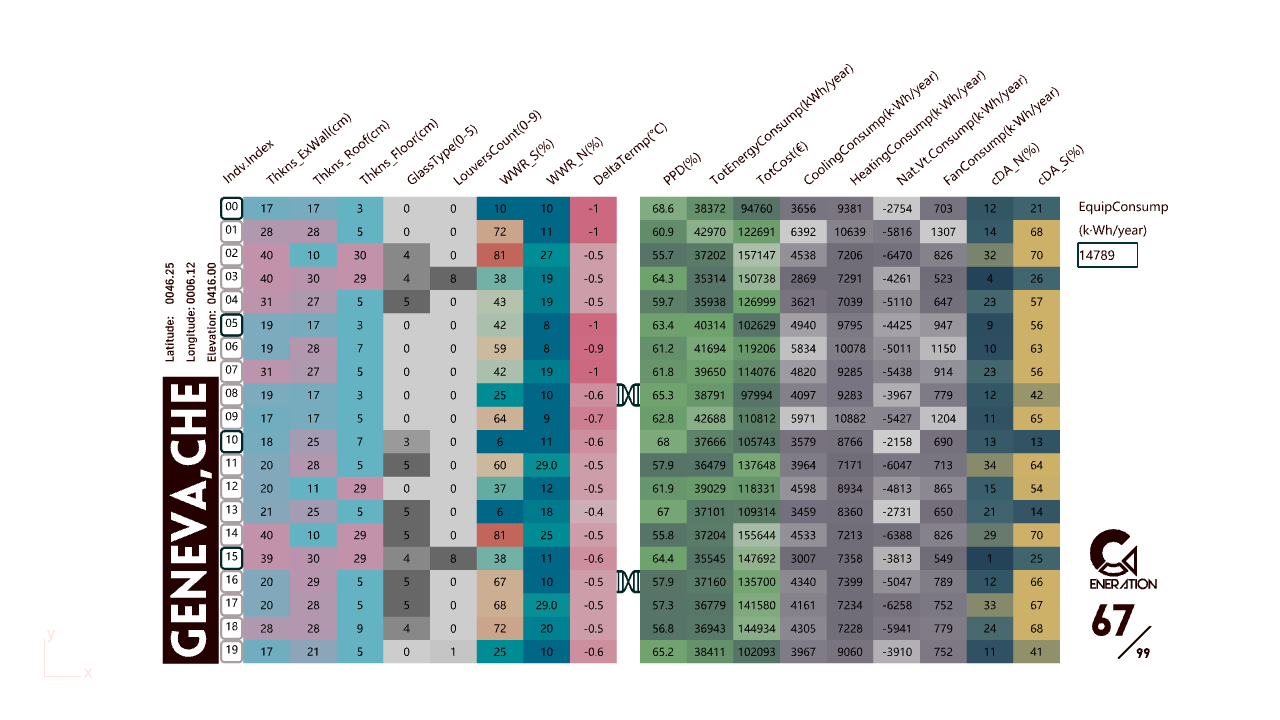 Indv.Index Thkns_ExWall(cm) Thkns_Roof(cm) Thkns_Floor(cm) GlassType(0-5) LouversCount(0-9) WWR_S(%) WWR_N(%) DeltaTermp(°C) PPD(%) TotEnergyConsump(kWh/year) TotCost(€) CoolingConsump(k·Wh/year) HeatingConsump(k·Wh/year) Nat.Vt.Consump(k·Wh/year) FanConsump(k·Wh/year) cDA_N(%) cDA_S(%)
00 17 17 3 0 0 10 10 -1 68.6 38372 94760 3656 9381 -2754 703 12 21
01 28 28 5 0 0 72 11 -1 60.9 42970 122691 6392 10639 -5816 1307 14 68
02 40 10 30 4 0 81 27 -0.5 55.7 37202 157147 4538 7206 -6470 826 32 70
03 40 30 29 4 8 38 19 -0.5 64.3 35314 150738 2869 7291 -4261 523 4 26
04 31 27 5 5 0 43 19 -0.5 59.7 35938 126999 3621 7039 -5110 647 23 57
05 19 17 3 0 0 42 8 -1 63.4 40314 102629 4940 9795 -4425 947 9 56
06 19 28 7 0 0 59 8 -0.9 61.2 41694 119206 5834 10078 -5011 1150 10 63
07 31 27 5 0 0 42 19 -1 61.8 39650 114076 4820 9285 -5438 914 23 56
08 19 17 3 0 0 25 10 -0.6 65.3 38791 97994 4097 9283 -3967 779 12 42
09 17 17 5 0 0 64 9 -0.7 62.8 42688 110812 5971 10882 -5427 1204 11 65
10 18 25 7 3 0 6 11 -0.6 68 37666 105743 3579 8766 -2158 690 13 13
11 20 28 5 5 0 60 29.0 -0.5 57.9 36479 137648 3964 7171 -6047 713 34 64
12 20 11 29 0 0 37 12 -0.5 61.9 39029 118331 4598 8934 -4813 865 15 54
13 21 25 5 5 0 6 18 -0.4 67 37101 109314 3459 8360 -2731 650 21 14
14 40 10 29 5 0 81 25 -0.5 55.8 37204 155644 4533 7213 -6388 826 29 70
15 39 30 29 4 8 38 11 -0.6 64.4 35545 147692 3007 7358 -3813 549 1 25
16 20 29 5 5 0 67 10 -0.5 57.9 37160 135700 4340 7399 -5047 789 12 66
17 20 28 5 5 0 68 29.0 -0.5 57.3 36779 141580 4161 7234 -6258 752 33 67
18 28 28 9 4 0 72 20 -0.5 56.8 36943 144934 4305 7228 -5941 779 24 68
19 17 21 5 0 1 25 10 -0.6 65.2 38411 102093 3967 9060 -3910 752 11 41
EquipConsump
(k·Wh/year)
14789
Latitude: 0046.25
Longitude: 0006.12
Elevation: 0416.00
GENEVA,CHE
ENERATION
67/99
y
x